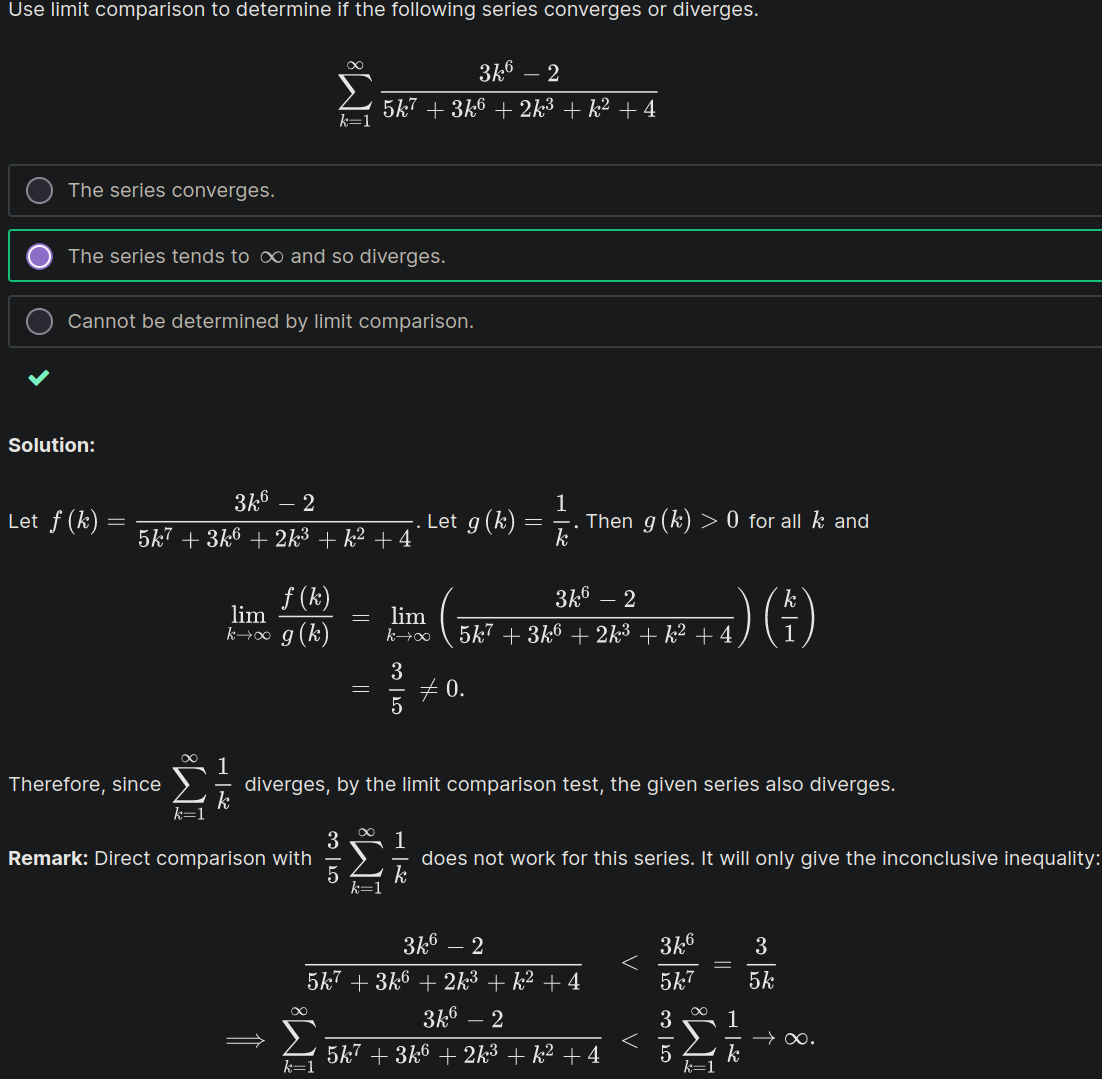 Use limit comparison to determine if the following series converges or diverges.
$\sum_{k=1}^{\infty} \frac{3k^6 - 2}{5k^7 + 3k^6 + 2k^3 + k^2 + 4}$
The series converges.
The series tends to $\infty$ and so diverges.
Cannot be determined by limit comparison.
Solution:
Let $f(k) = \frac{3k^6 - 2}{5k^7 + 3k^6 + 2k^3 + k^2 + 4}$. Let $g(k) = \frac{1}{k}$. Then $g(k) > 0$ for all $k$ and
$\lim_{k \to \infty} \frac{f(k)}{g(k)} = \lim_{k \to \infty} \left( \frac{3k^6 - 2}{5k^7 + 3k^6 + 2k^3 + k^2 + 4} \right) \left( \frac{k}{1} \right)$
$= \frac{3}{5} \neq 0.$
Therefore, since $\sum_{k=1}^{\infty} \frac{1}{k}$ diverges, by the limit comparison test, the given series also diverges.
Remark: Direct comparison with $\frac{3}{5} \sum_{k=1}^{\infty} \frac{1}{k}$ does not work for this series. It will only give the inconclusive inequality:
$\frac{3k^6 - 2}{5k^7 + 3k^6 + 2k^3 + k^2 + 4} < \frac{3k^6}{5k^7} = \frac{3}{5k}$
$\implies \sum_{k=1}^{\infty} \frac{3k^6 - 2}{5k^7 + 3k^6 + 2k^3 + k^2 + 4} < \frac{3}{5} \sum_{k=1}^{\infty} \frac{1}{k} \to \infty.$